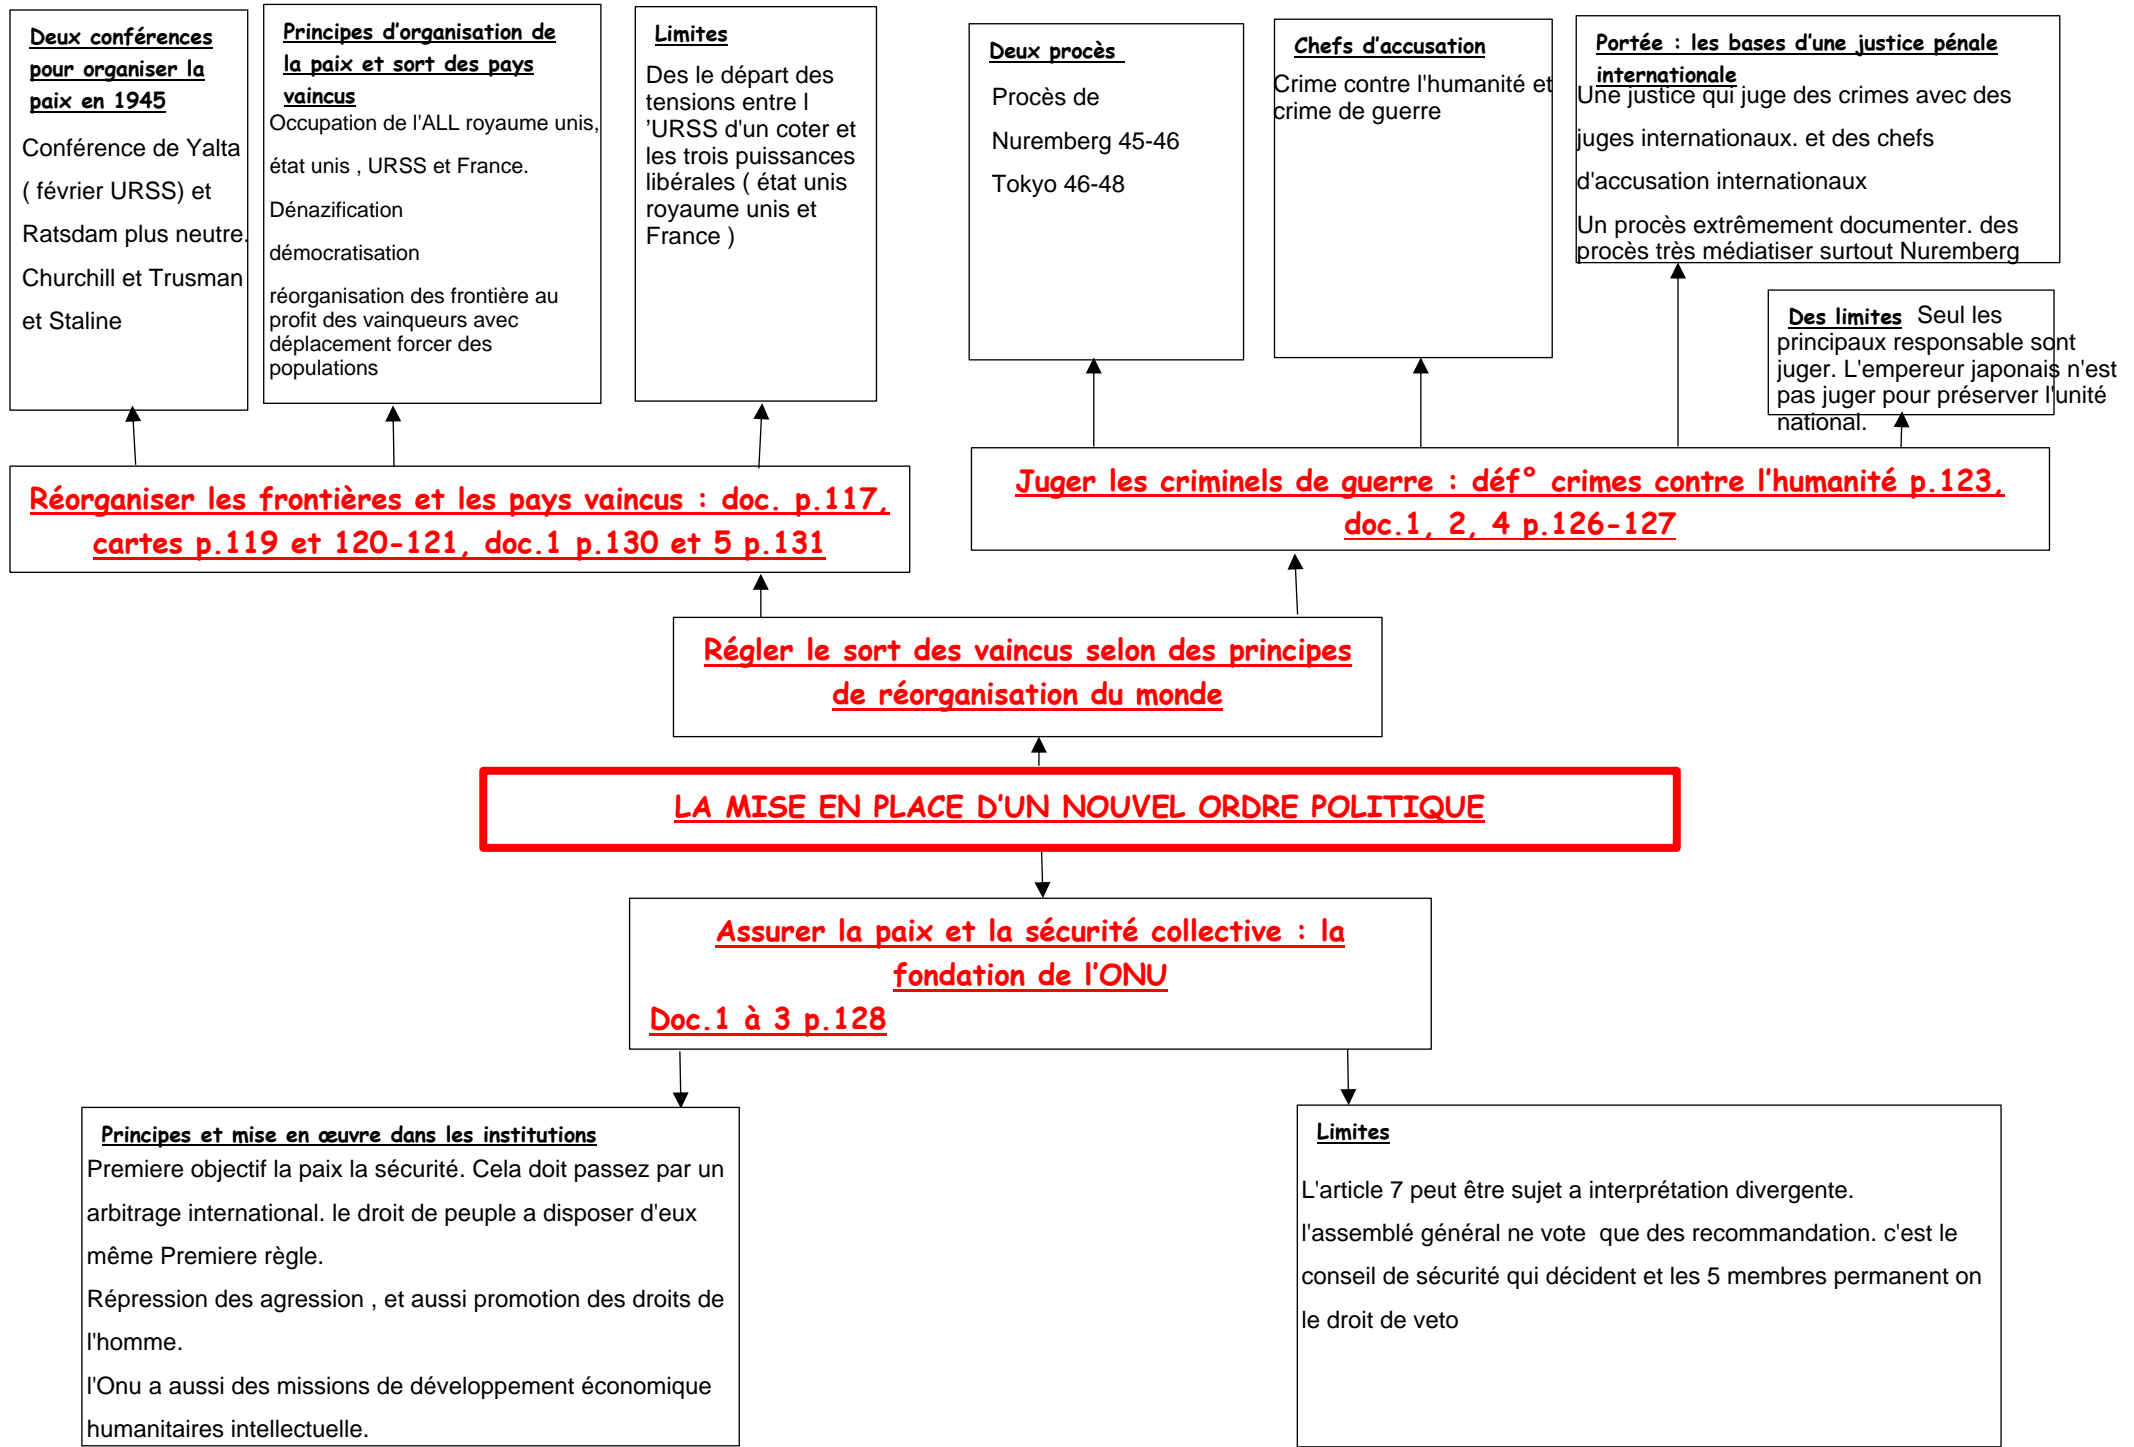 Deux conférences
pour organiser la
paix en 1945
Conférence de Yalta
( février URSS) et
Ratsdam plus neutre.
Churchill et Trusman
et Staline
Principes d'organisation de
la paix et sort des pays
vaincus
Occupation de l'ALL royaume unis,
état unis , URSS et France.
Dénazification
démocratisation
réorganisation des frontière au
profit des vainqueurs avec
déplacement forcer des
populations
Limites
Des le départ des
tensions entre l
’URSS d'un coter et
les trois puissances
libérales ( état unis
royaume unis et
France )
Deux procès
Procès de
Nuremberg 45-46
Tokyo 46-48
Chefs d’accusation
Crime contre l'humanité et
crime de guerre
Portée : les bases d’une justice pénale
internationale
Une justice qui juge des crimes avec des
juges internationaux. et des chefs
d'accusation internationaux
Un procès extrêmement documenter. des
procès très médiatiser surtout Nuremberg
Des limites Seul les
principaux responsable sont
juger. L'empereur japonais n'est
pas juger pour préserver l'unité
national.
Réorganiser les frontières et les pays vaincus : doc. p.117,
cartes p.119 et 120-121, doc.1 p.130 et 5 p.131
Juger les criminels de guerre : déf° crimes contre l’humanité p.123,
doc.1, 2, 4 p.126-127
Régler le sort des vaincus selon des principes
de réorganisation du monde
LA MISE EN PLACE D’UN NOUVEL ORDRE POLITIQUE
Assurer la paix et la sécurité collective : la
fondation de l’ONU
Doc.1 à 3 p.128
Principes et mise en œuvre dans les institutions
Premiere objectif la paix la sécurité. Cela doit passez par un
arbitrage international. le droit de peuple a disposer d'eux
même Premiere règle.
Répression des agression , et aussi promotion des droits de
l'homme.
l'Onu a aussi des missions de développement économique
humanitaires intellectuelle.
Limites
L'article 7 peut être sujet a interprétation divergente.
l'assemblé général ne vote  que des recommandation. c'est le
conseil de sécurité qui décident et les 5 membres permanent on
le droit de veto